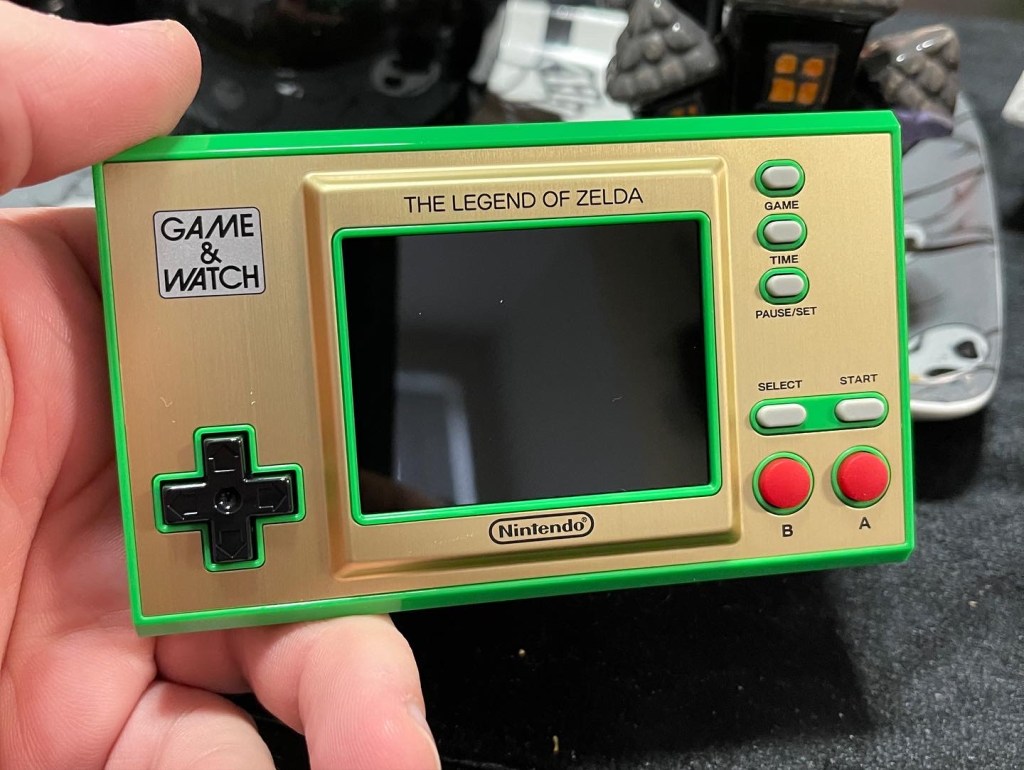 THE LEGEND OF ZELDA
GAME
&
WATCH
GAME
TIME
PAUSE/SET
SELECT
START
Nintendo®
B
A